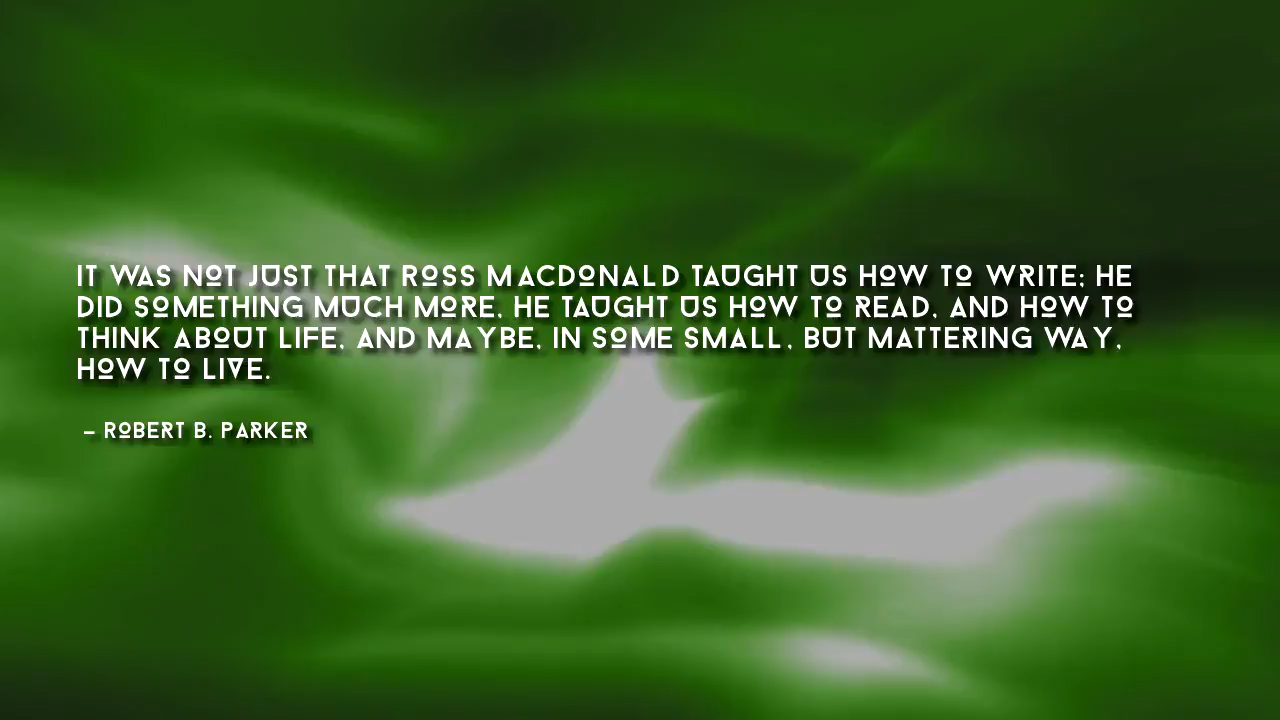 IT WAS NOT JUST THAT ROSS MACDONALD TAUGHT US HOW TO WRITE; HE
DID SOMETHING MUCH MORE, HE TAUGHT US HOW TO READ, AND HOW TO
THINK ABOUT LIFE, AND MAYBE, IN SOME SMALL, BUT MATTERING WAY,
HOW TO LIVE.
– ROBERT B. PARKER